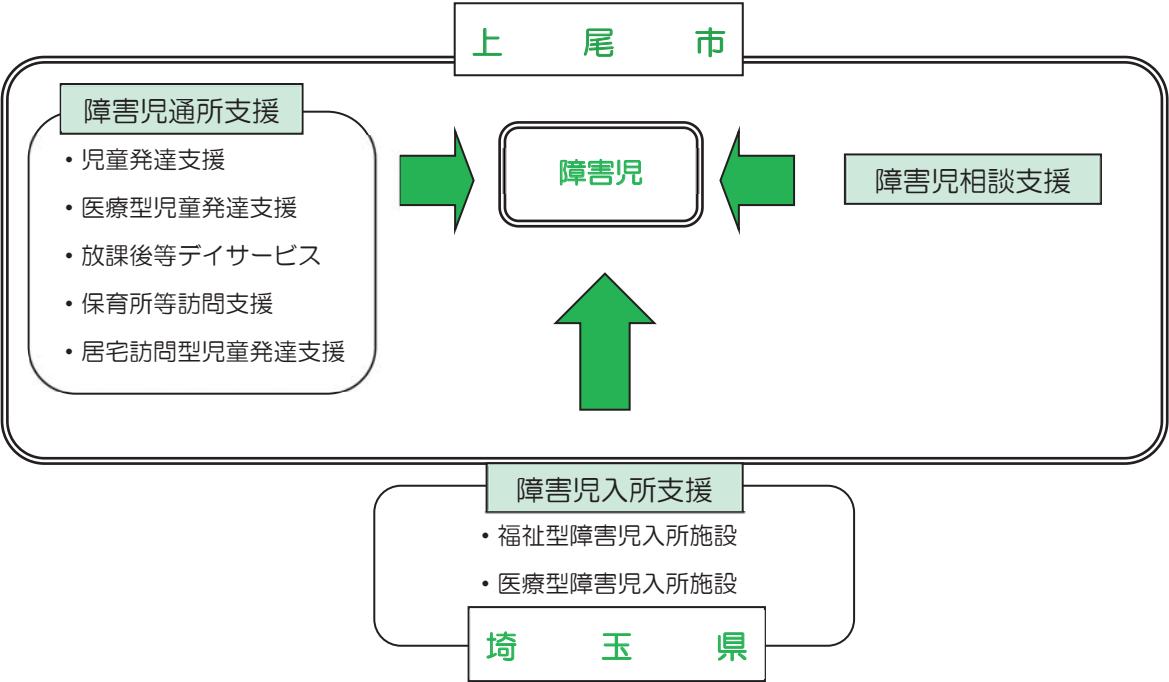 上尾市
障害児通所支援
・児童発達支援
・医療型児童発達支援
・放課後等デイサービス
・保育所等訪問支援
・居宅訪問型児童発達支援
障害児
障害児相談支援
障害児入所支援
・福祉型障害児入所施設
・医療型障害児入所施設
埼玉県